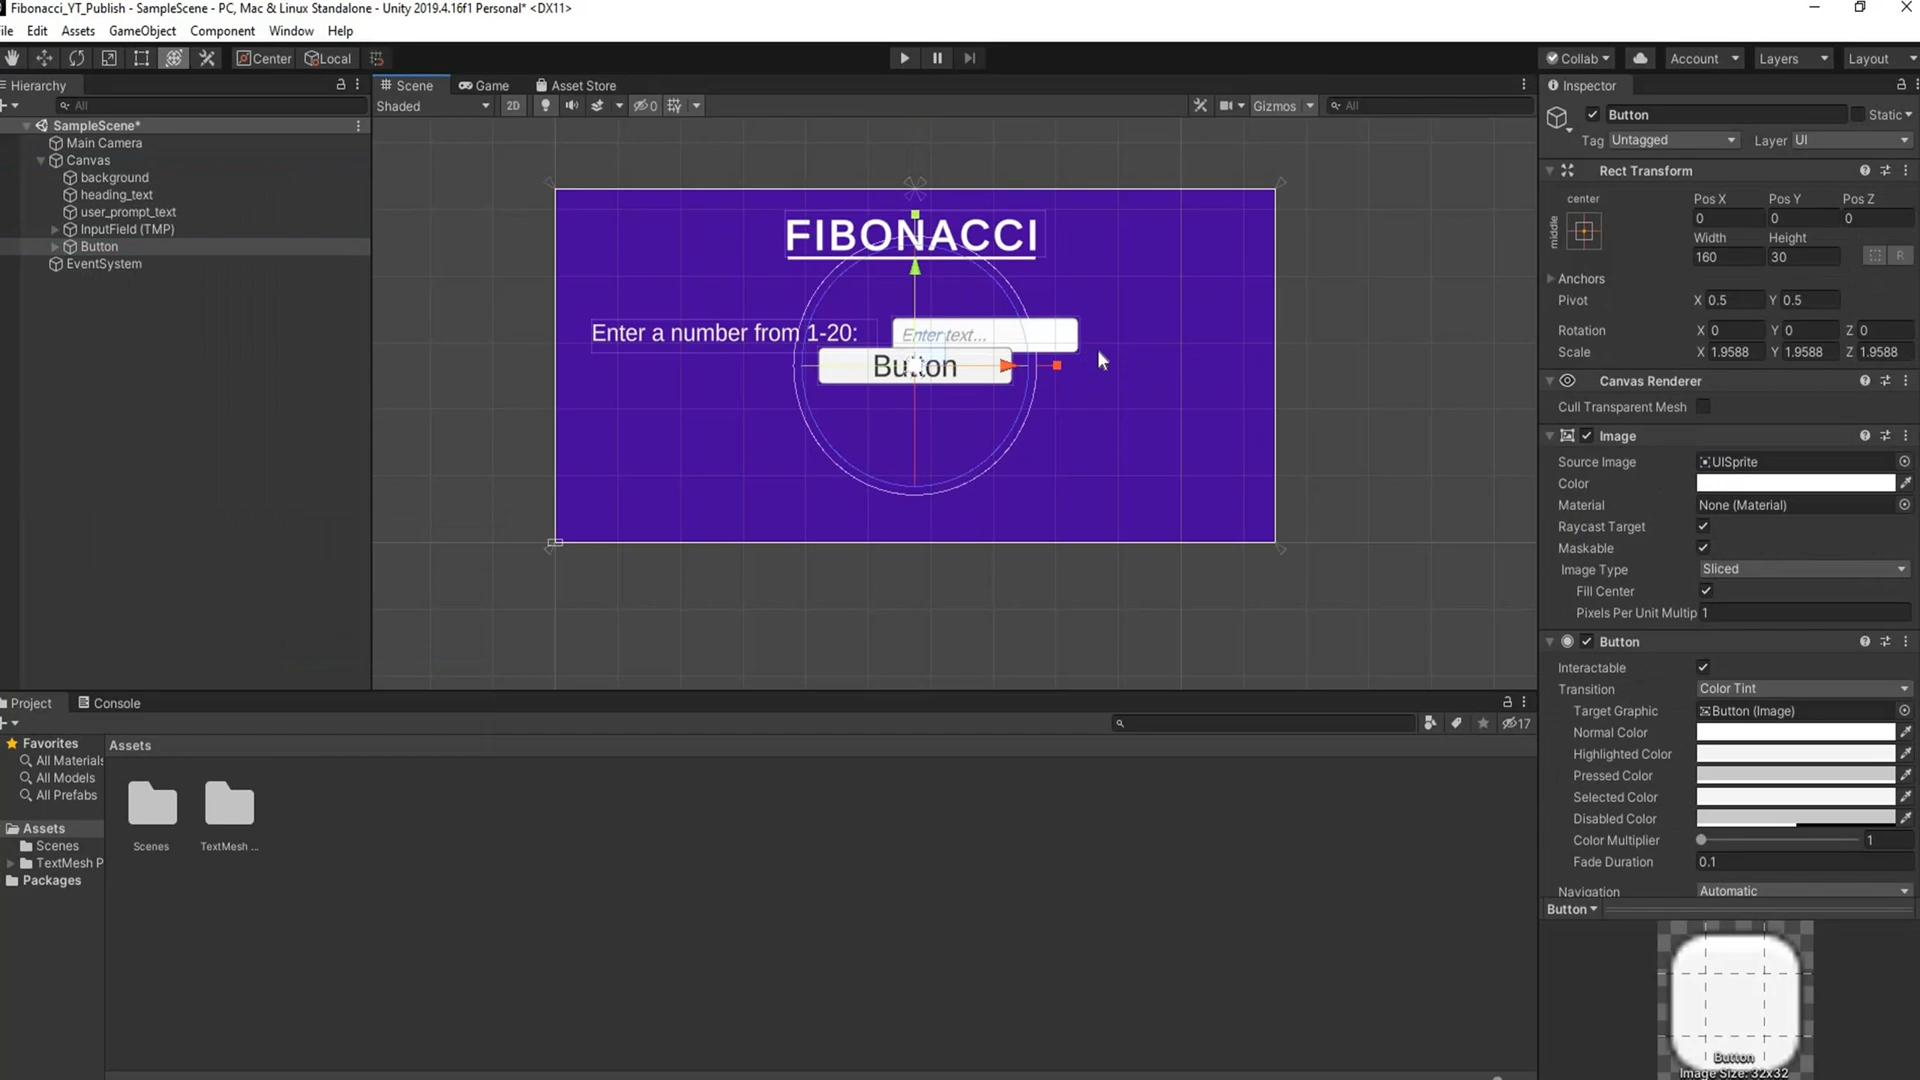 Fibonacci_YT_Publish - SampleScene - PC, Mac & Linux Standalone - Unity 2019.4.16f1 Personal* <DX11>
ile Edit Assets GameObject Component Window Help
Center Local Collab Account Layers Layout
Hierarchy Scene Game Asset Store Inspector
All Shaded 2D 0 Gizmos All
SampleScene*
Main Camera
Canvas
background
heading_text
user_prompt_text
InputField (TMP)
Button
EventSystem
FIBONACCI
Enter a number from 1-20: Enter text...
Button
Button Static
Tag Untagged Layer UI
Rect Transform
center Pos X Pos Y Pos Z
middle 0 0 0
Width Height
160 30 R
Anchors
Pivot X 0.5 Y 0.5
Rotation X 0 Y 0 Z 0
Scale X 1.9588 Y 1.9588 Z 1.9588
Canvas Renderer
Cull Transparent Mesh
Image
Source Image UISprite
Color
Material None (Material)
Raycast Target
Maskable
Image Type Sliced
Fill Center
Pixels Per Unit Multip 1
Button
Interactable
Transition Color Tint
Target Graphic Button (Image)
Normal Color
Highlighted Color
Pressed Color
Selected Color
Disabled Color
Color Multiplier 1
Fade Duration 0.1
Navigation Automatic
Button
Button
Image Size: 32x32
Project Console
17
Favorites
All Materials
All Models
All Prefabs
Assets
Scenes
TextMesh P
Packages
Assets
Scenes TextMesh ...